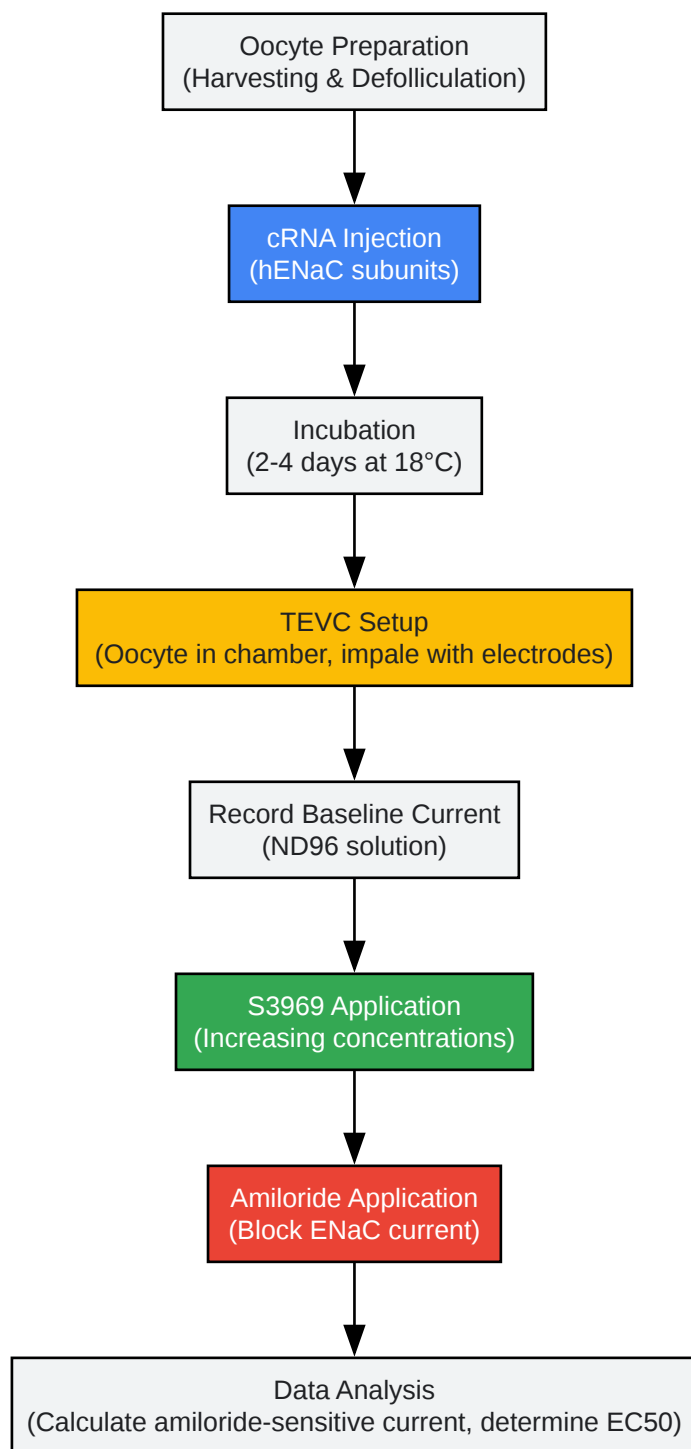 Oocyte Preparation
(Harvesting & Defolliculation)
cRNA Injection
(hENaC subunits)
Incubation
(2-4 days at 18°C)
TEVC Setup
(Oocyte in chamber, impale with electrodes)
Record Baseline Current
(ND96 solution)
S3969 Application
(Increasing concentrations)
Amiloride Application
(Block ENaC current)
Data Analysis
(Calculate amiloride-sensitive current, determine EC50)